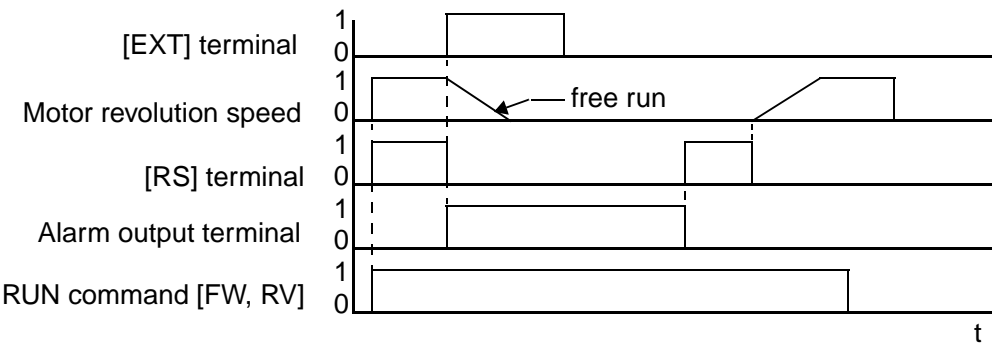 [EXT] terminal
1
0
Motor revolution speed
1
0
free run
[RS] terminal
1
0
Alarm output terminal
1
0
RUN command [FW, RV]
1
0
t